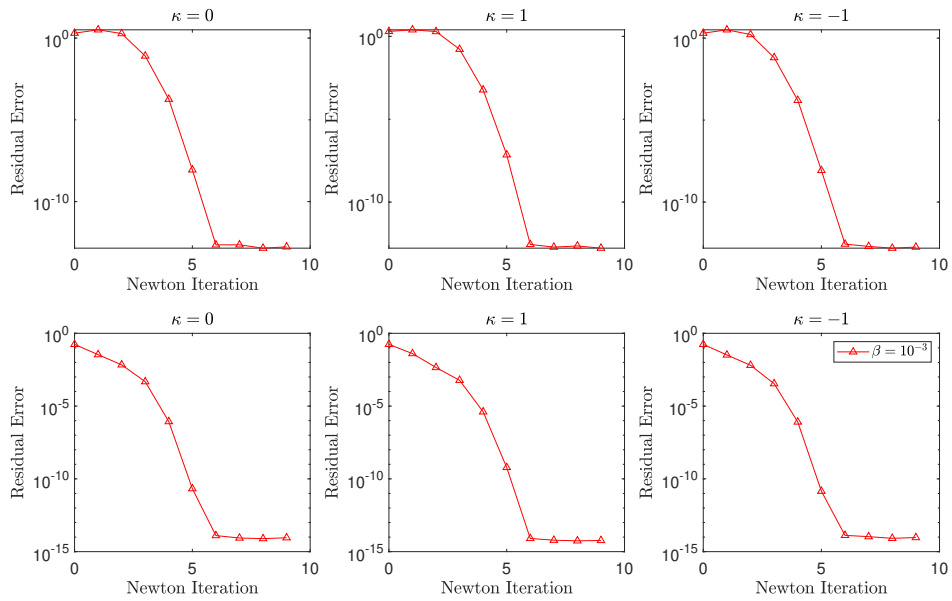 κ = 0
κ = 1
κ = −1
Residual Error
10^0
10^-10
0
5
10
Newton Iteration
Residual Error
10^0
10^-10
0
5
10
Newton Iteration
Residual Error
10^0
10^-10
0
5
10
Newton Iteration
κ = 0
κ = 1
κ = −1
Residual Error
10^0
10^-5
10^-10
10^-15
0
5
10
Newton Iteration
Residual Error
10^0
10^-5
10^-10
10^-15
0
5
10
Newton Iteration
Residual Error
10^0
10^-5
10^-10
10^-15
0
5
10
Newton Iteration
β = 10^−3